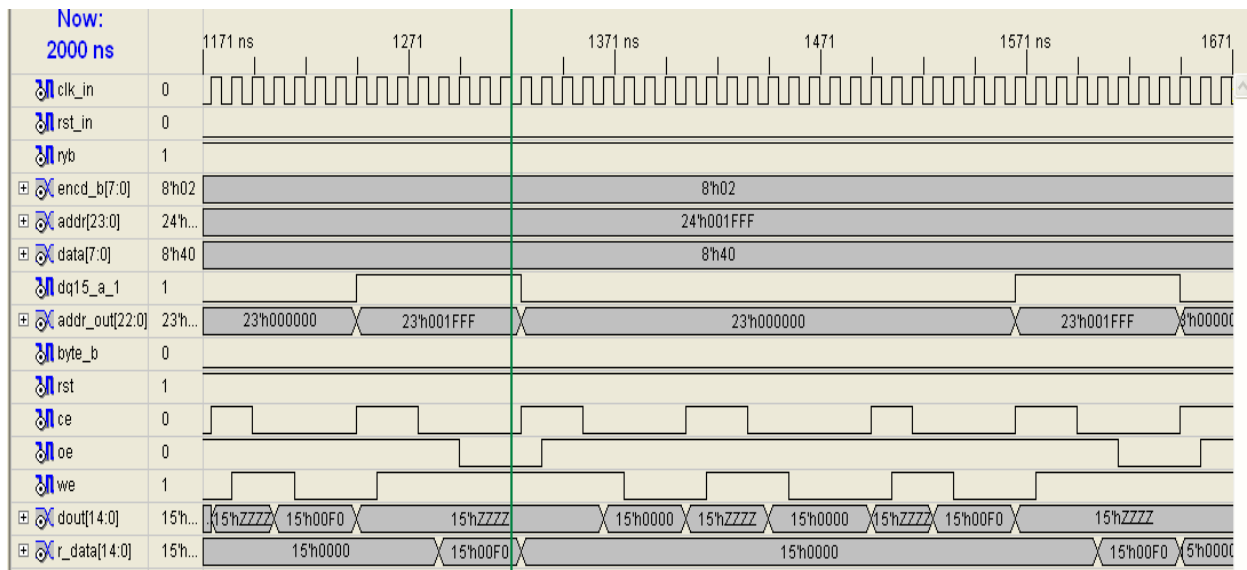 Now:
2000 ns
1171 ns 1271 1371 ns 1471 1571 ns 1671
clk_in 0
rst_in 0
ryb 1
encd_b[7:0] 8'h02 8'h02
addr[23:0] 24'h... 24'h001FFF
data[7:0] 8'h40 8'h40
dq15_a_1 1
addr_out[22:0] 23'h... 23'h000000 23'h001FFF 23'h000000 23'h001FFF 3'h00000
byte_b 0
rst 1
ce 0
oe 0
we 1
dout[14:0] 15'h... 15'hZZZZ 15'h00F0 15'hZZZZ 15'h0000 15'hZZZZ 15'h0000 15'hZZZZ 15'h00F0 15'hZZZZ
r_data[14:0] 15'h... 15'h0000 15'h00F0 15'h0000 15'h00F0 5'h0000